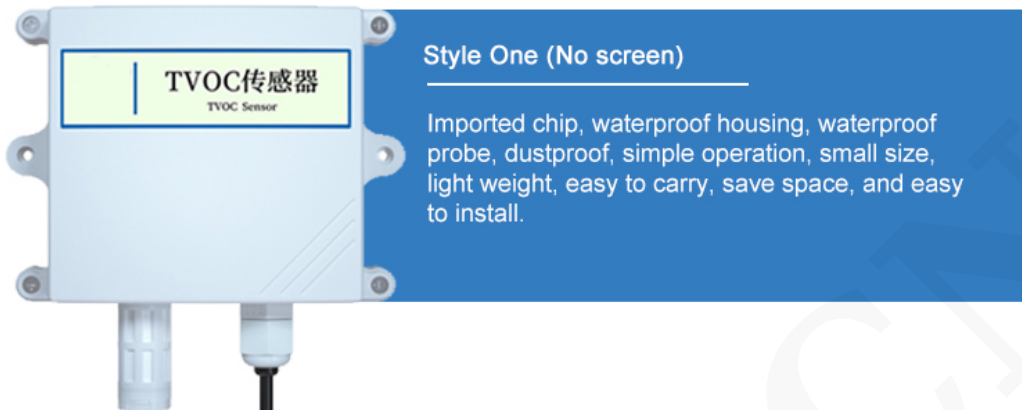 TVOC传感器
TVOC Sensor
Style One (No screen)
Imported chip, waterproof housing, waterproof
probe, dustproof, simple operation, small size,
light weight, easy to carry, save space, and easy
to install.